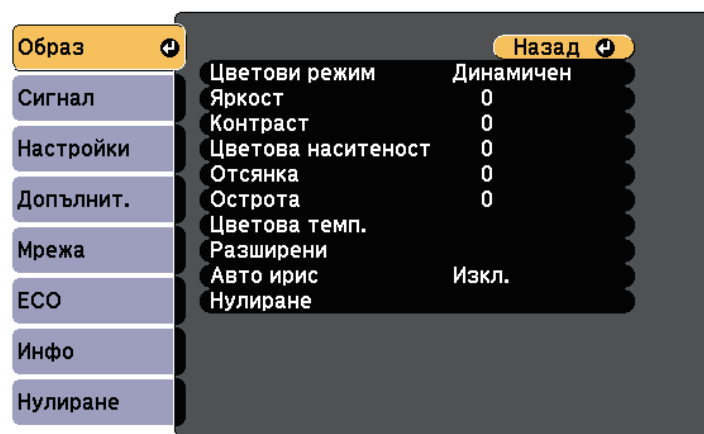 Образ
Сигнал
Настройки
Допълнит.
Мрежа
ECO
Инфо
Нулиране
Назад
Цветови режим Динамичен
Яркост 0
Контраст 0
Цветова наситеност 0
Отсянка 0
Острота 0
Цветова темп.
Разширени
Авто ирис Изкл.
Нулиране